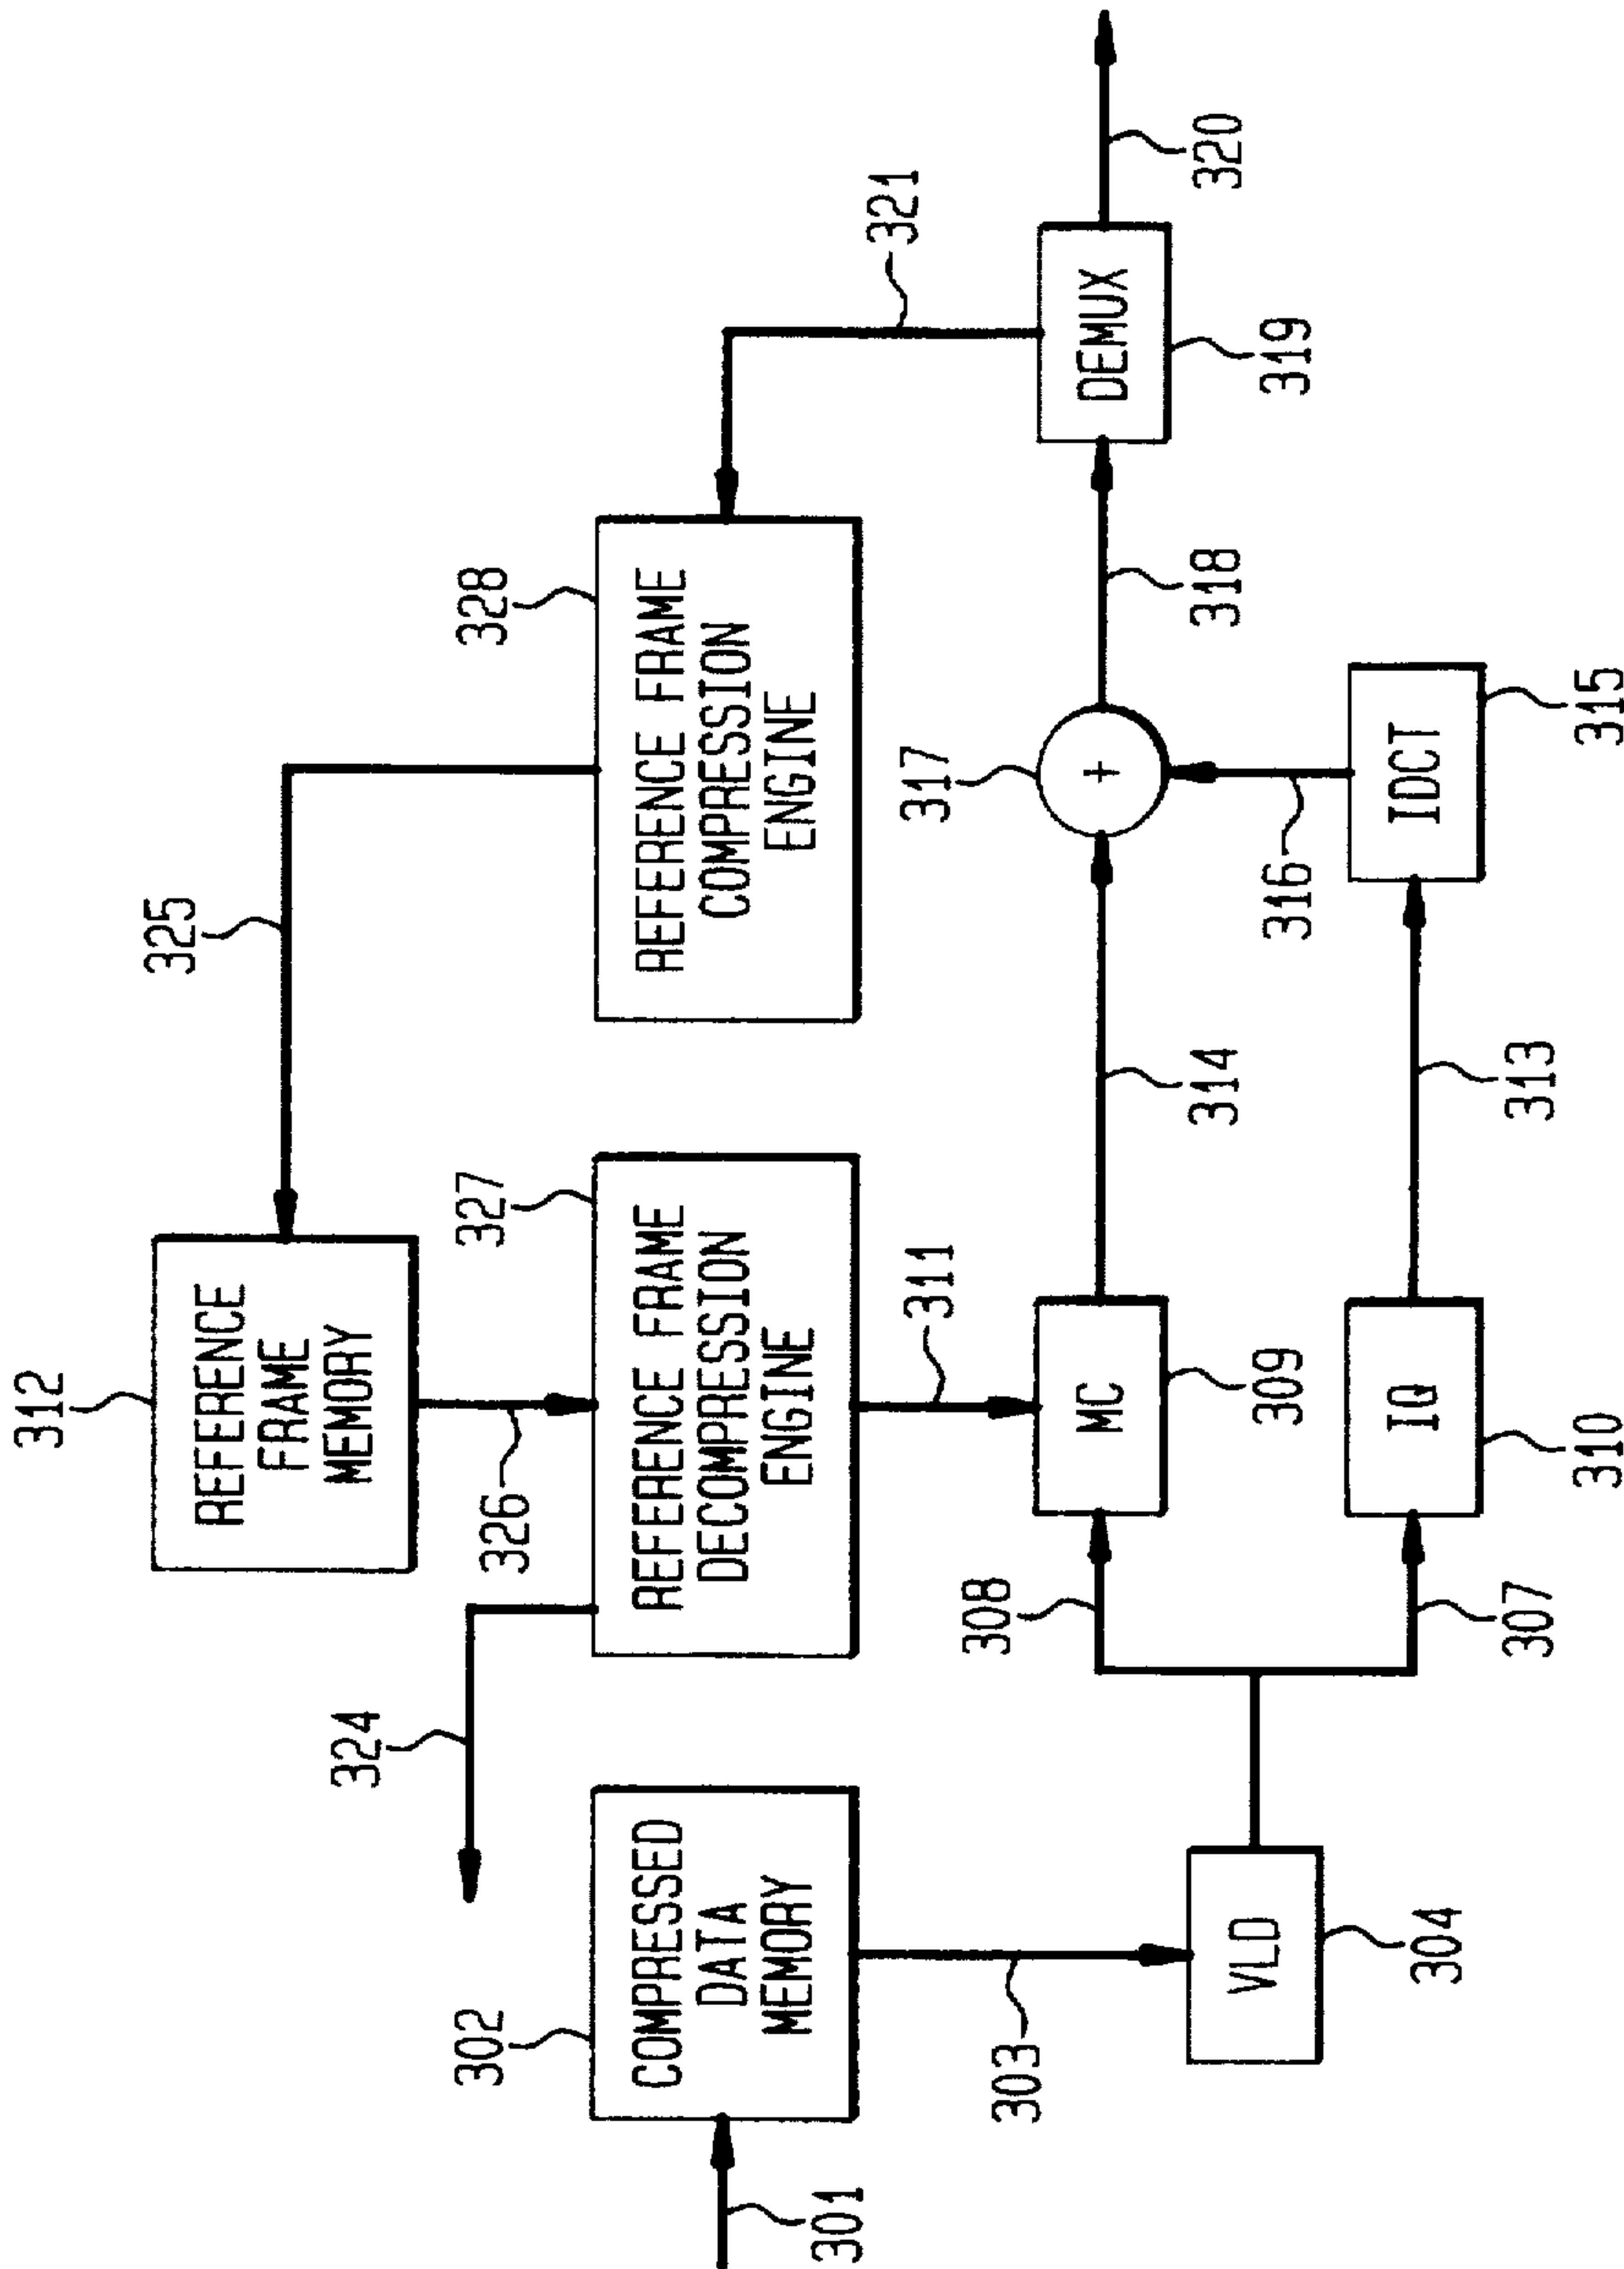 312
REFERENCE
FRAME
MEMORY
325
324
326
302
COMPRESSED
DATA
MEMORY
327
REFERENCE FRAME
DECOMPRESSION
ENGINE
328
REFERENCE FRAME
COMPRESSION
ENGINE
321
301
303
311
308
MC
309
314
317
+
318
DEMUX
319
320
VLD
304
307
IQ
310
313
316
IDCT
315